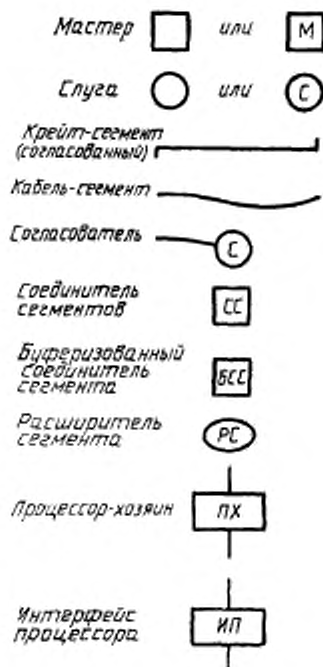 Мастер или М
Слуга или С
Крейт-сегмент
(согласованный)
Кабель-сегмент
Согласователь С
Соединитель
сегментов СС
Буферизованный
соединитель БСС
сегмента
Расширитель
сегмента РС
Процессор-хозяин ПХ
Интерфейс
процессора ИП